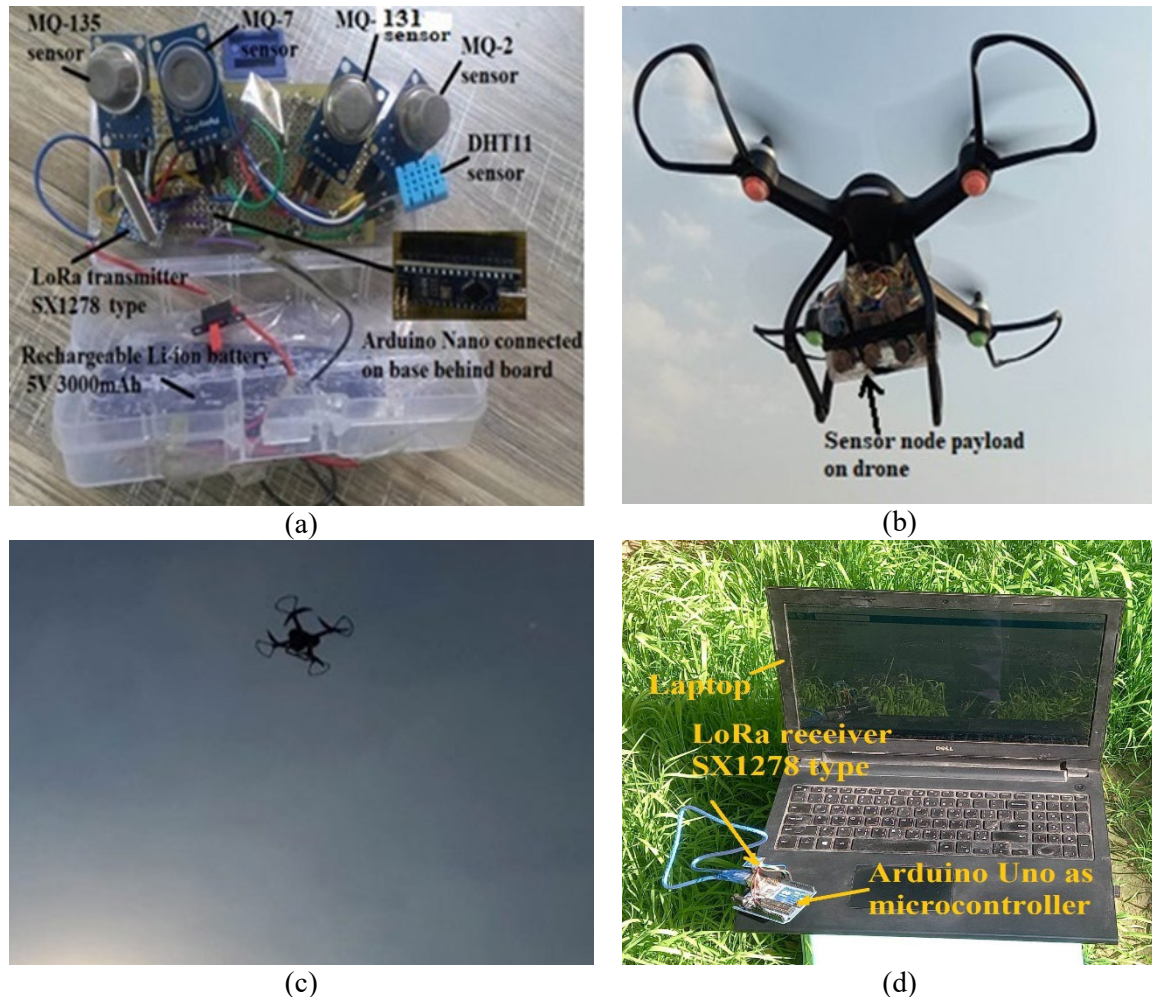 MQ-135
sensor
MQ-7
sensor
MQ- 131
sensor
MQ-2
sensor
DHT11
sensor
LoRa transmitter
SX1278 type
Rechargeable Li-ion battery
5V 3000mAh
Arduino Nano connected
on base behind board
(a)
Sensor node payload
on drone
(b)
(c)
Laptop
LoRa receiver
SX1278 type
DELL
Arduino Uno as
microcontroller
(d)